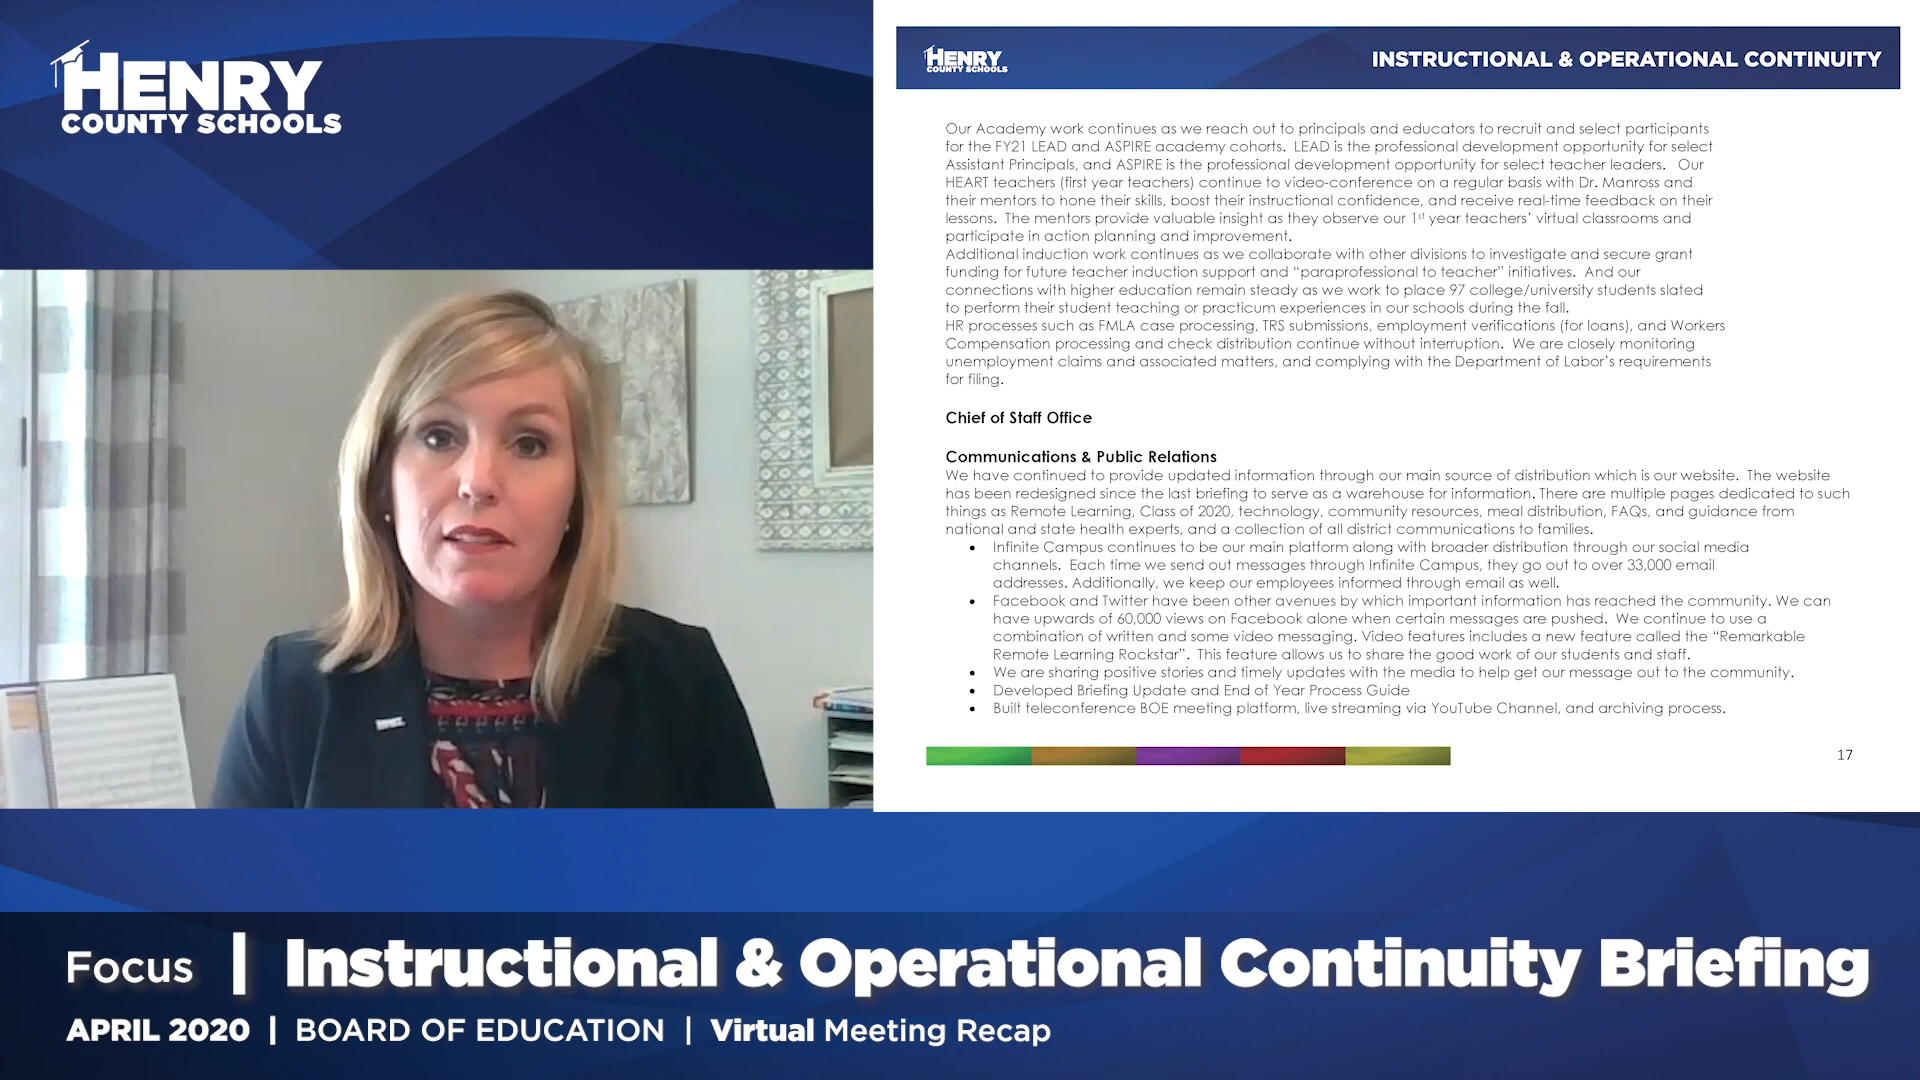 HENRY
COUNTY SCHOOLS
HENRY
COUNTY SCHOOLS
INSTRUCTIONAL & OPERATIONAL CONTINUITY
Our Academy work continues as we reach out to principals and educators to recruit and select participants
for the FY21 LEAD and ASPIRE academy cohorts.  LEAD is the professional development opportunity for select
Assistant Principals, and ASPIRE is the professional development opportunity for select teacher leaders.   Our
HEART teachers (first year teachers) continue to video-conference on a regular basis with Dr. Manross and
their mentors to hone their skills, boost their instructional confidence, and receive real-time feedback on their
lessons.  The mentors provide valuable insight as they observe our 1st year teachers’ virtual classrooms and
participate in action planning and improvement.
Additional induction work continues as we collaborate with other divisions to investigate and secure grant
funding for future teacher induction support and “paraprofessional to teacher” initiatives.  And our
connections with higher education remain steady as we work to place 97 college/university students slated
to perform their student teaching or practicum experiences in our schools during the fall.
HR processes such as FMLA case processing, TRS submissions, employment verifications (for loans), and Workers
Compensation processing and check distribution continue without interruption.  We are closely monitoring
unemployment claims and associated matters, and complying with the Department of Labor’s requirements
for filing.
Chief of Staff Office
Communications & Public Relations
We have continued to provide updated information through our main source of distribution which is our website.  The website
has been redesigned since the last briefing to serve as a warehouse for information. There are multiple pages dedicated to such
things as Remote Learning, Class of 2020, technology, community resources, meal distribution, FAQs, and guidance from
national and state health experts, and a collection of all district communications to families.
• Infinite Campus continues to be our main platform along with broader distribution through our social media
channels.  Each time we send out messages through Infinite Campus, they go out to over 33,000 email
addresses. Additionally, we keep our employees informed through email as well.
• Facebook and Twitter have been other avenues by which important information has reached the community. We can
have upwards of 60,000 views on Facebook alone when certain messages are pushed.  We continue to use a
combination of written and some video messaging. Video features includes a new feature called the “Remarkable
Remote Learning Rockstar”.  This feature allows us to share the good work of our students and staff.
• We are sharing positive stories and timely updates with the media to help get our message out to the community.
• Developed Briefing Update and End of Year Process Guide
• Built teleconference BOE meeting platform, live streaming via YouTube Channel, and archiving process.
17
Focus | Instructional & Operational Continuity Briefing
APRIL 2020 | BOARD OF EDUCATION | Virtual Meeting Recap